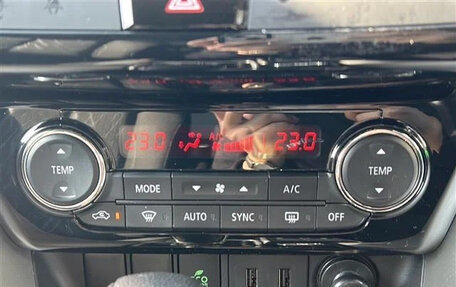 23.0 23.0
TEMP MODE A/C TEMP
AUTO SYNC OFF